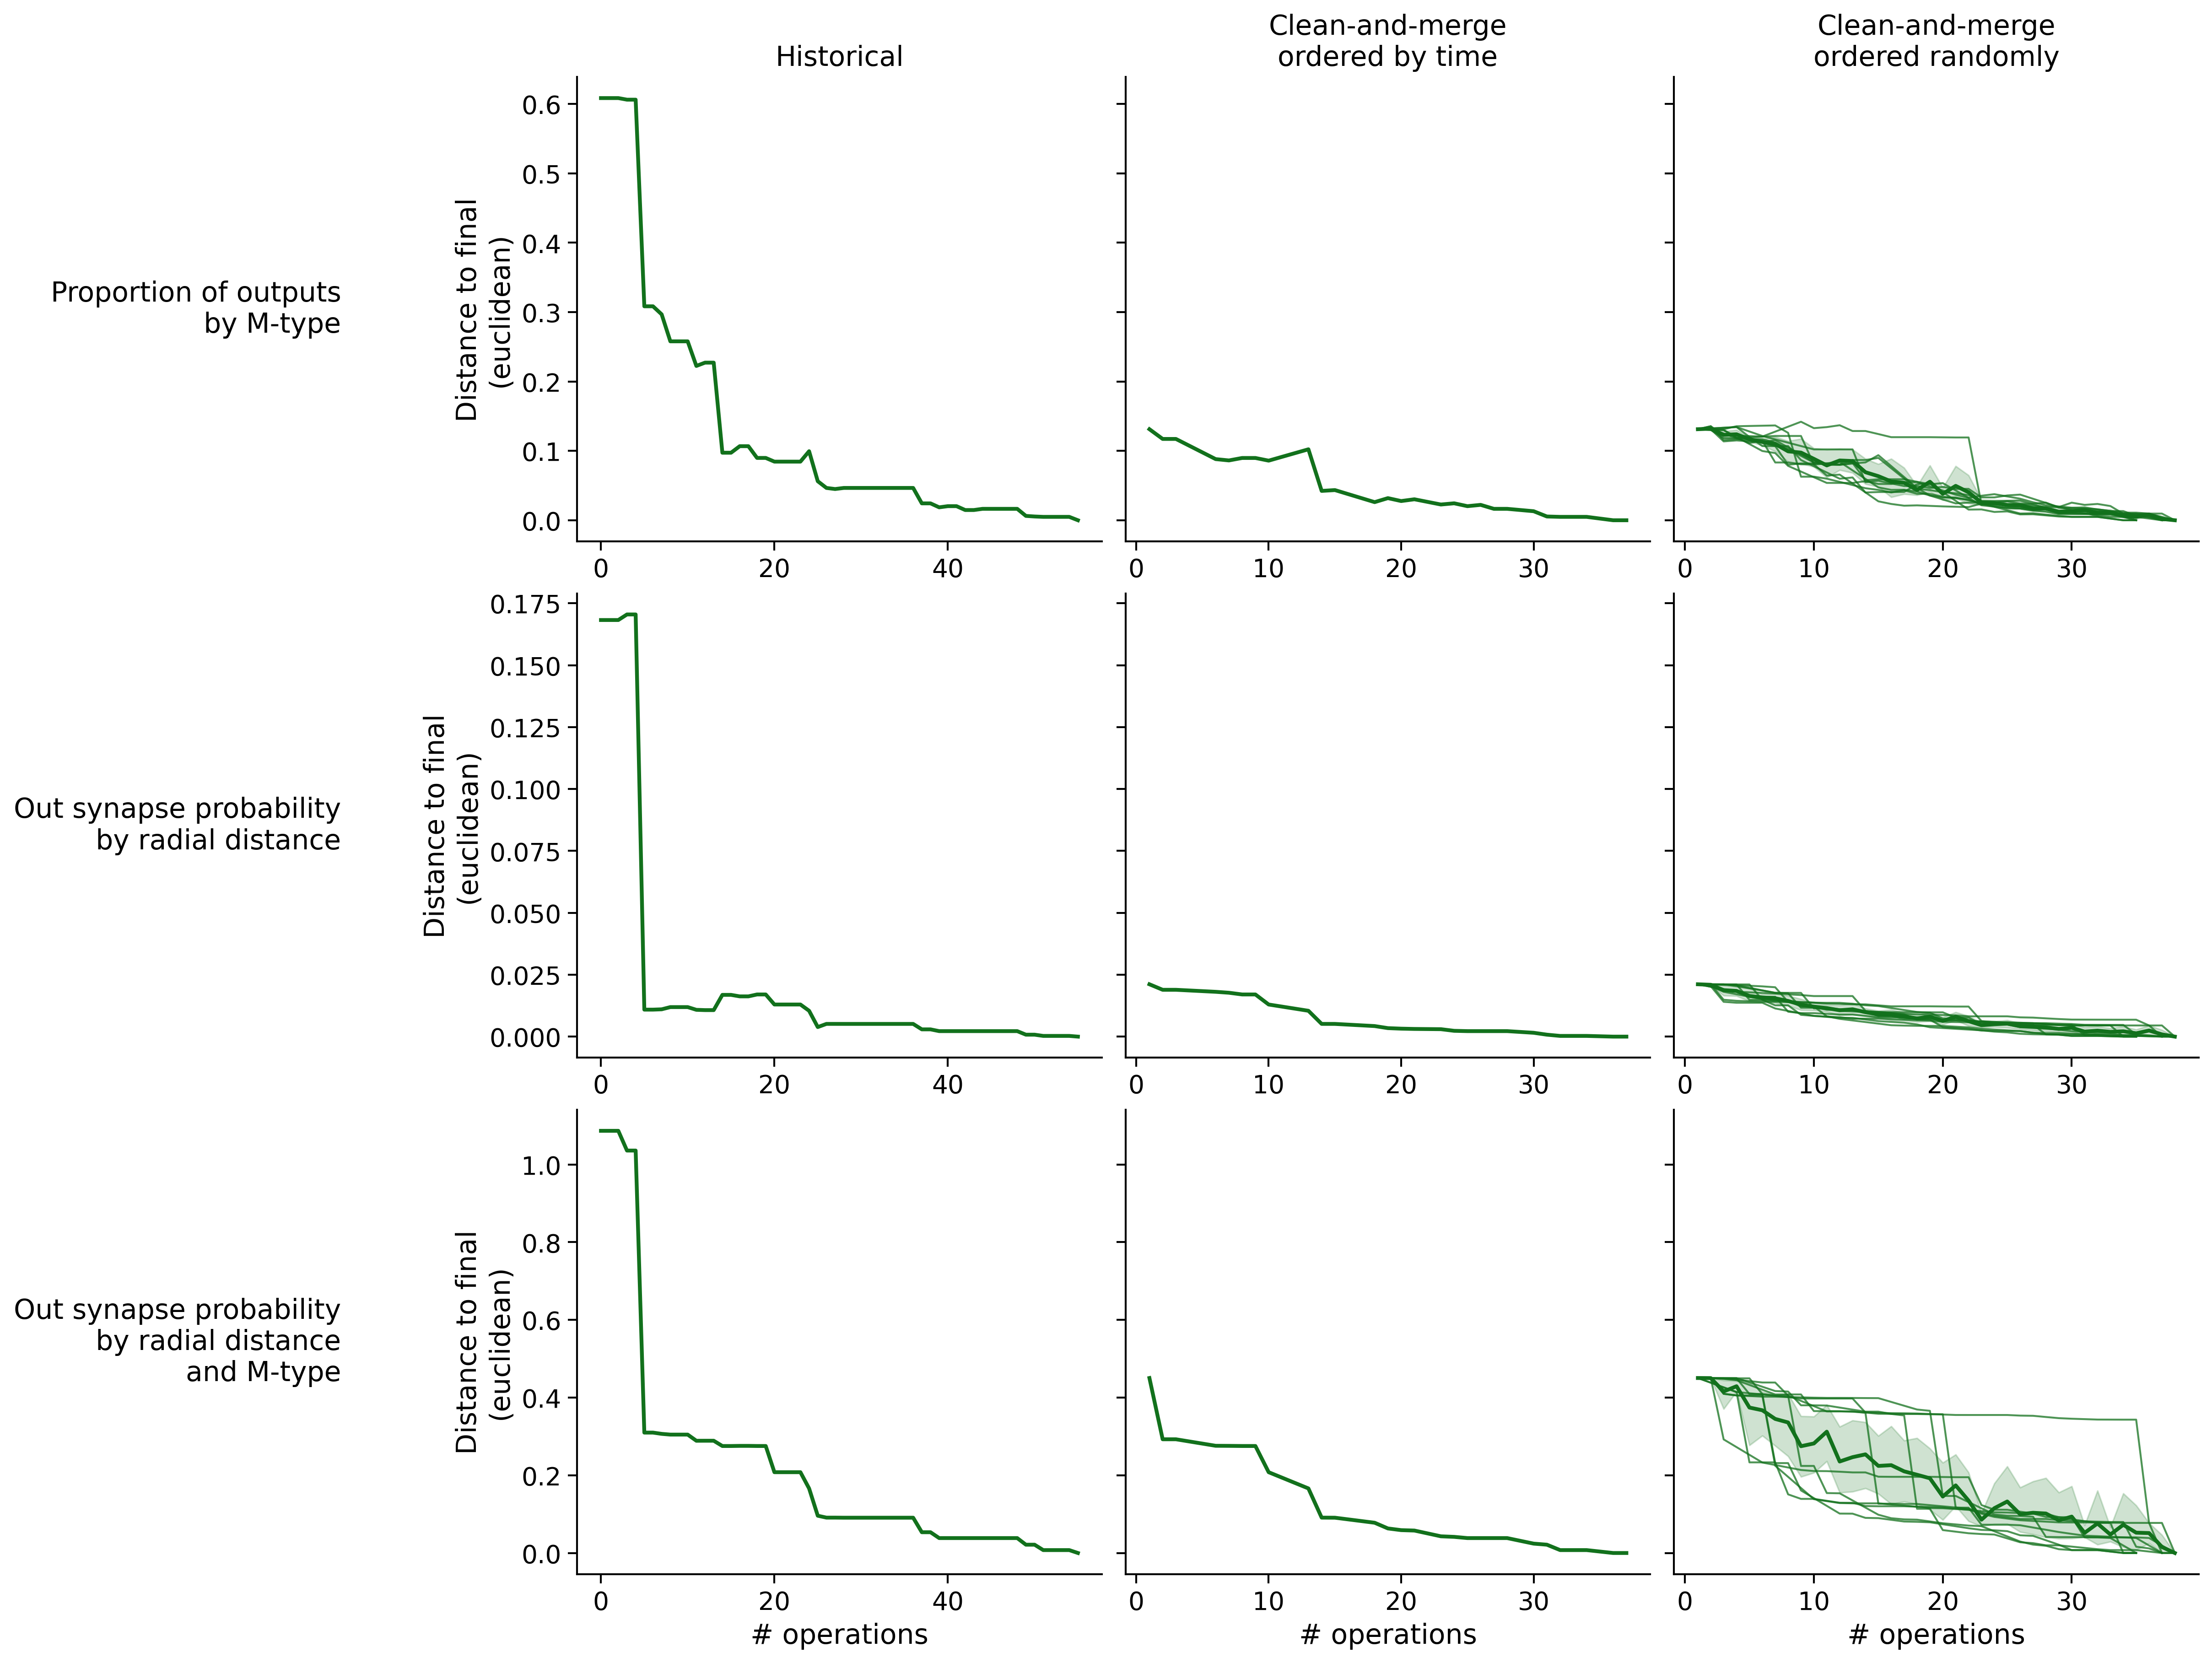 Historical
Clean-and-merge
ordered by time
Clean-and-merge
ordered randomly
Proportion of outputs
by M-type
Distance to final
(euclidean)
0.6
0.5
0.4
0.3
0.2
0.1
0.0
0
20
40
0
10
20
30
0
10
20
30
Out synapse probability
by radial distance
Distance to final
(euclidean)
0.175
0.150
0.125
0.100
0.075
0.050
0.025
0.000
0
20
40
0
10
20
30
0
10
20
30
Out synapse probability
by radial distance
and M-type
Distance to final
(euclidean)
1.0
0.8
0.6
0.4
0.2
0.0
0
20
40
# operations
0
10
20
30
# operations
0
10
20
30
# operations